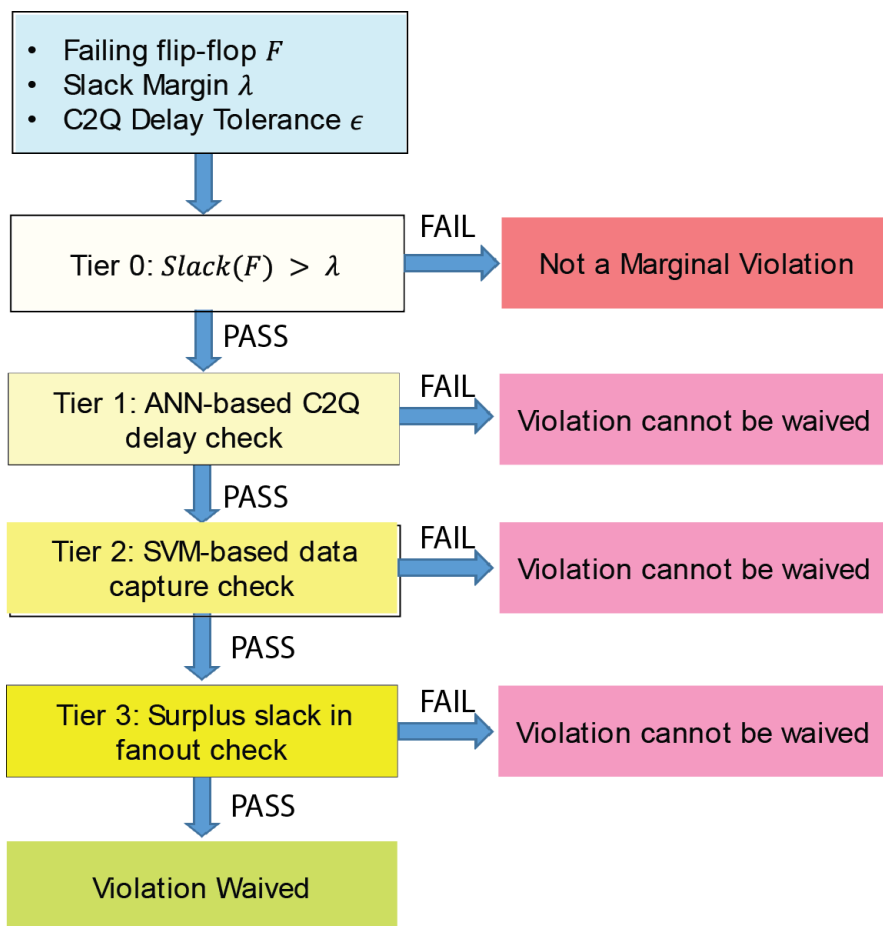 • Failing flip-flop F
• Slack Margin λ
• C2Q Delay Tolerance ϵ
Tier 0: Slack(F) > λ
FAIL
Not a Marginal Violation
PASS
Tier 1: ANN-based C2Q
delay check
FAIL
Violation cannot be waived
PASS
Tier 2: SVM-based data
capture check
FAIL
Violation cannot be waived
PASS
Tier 3: Surplus slack in
fanout check
FAIL
Violation cannot be waived
PASS
Violation Waived